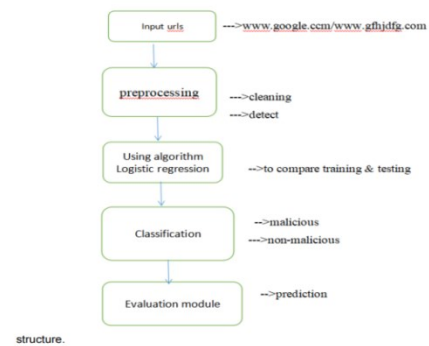 Input urls
--->www.google.ccm/www.gfhjdfg.com
preprocessing
--->cleaning
--->detect
Using algorithm
Logistic regression
-->to compare training & testing
Classification
-->malicious
--->non-malicious
Evaluation module
-->prediction
structure.